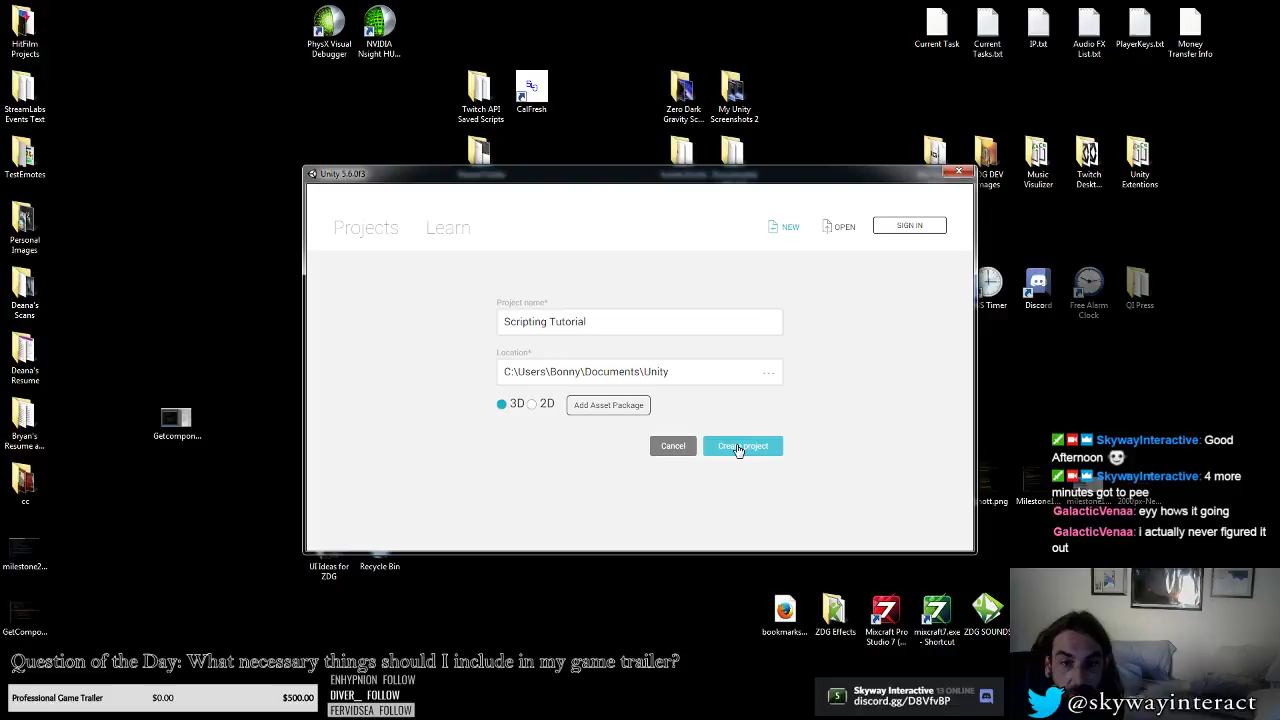 HitFilm
Projects
PhysX Visual
Debugger
NVIDIA
Nsight HU...
Current Task
Current
Tasks.txt
IP.txt
Audio FX
List.txt
PlayerKeys.txt
Money
Transfer Info
StreamLabs
Events Text
Twitch API
Saved Scripts
CalFresh
Zero Dark
Gravity Sc...
My Unity
Screenshots 2
TestEmotes
Music
Visulizer
Twitch
Deskt...
Unity
Extentions
Unity 5.6.0f3
Projects
Learn
NEW
OPEN
SIGN IN
Personal
Images
Deana's
Scans
Discord
Free Alarm
Clock
QI Press
Project name*
Scripting Tutorial
Location*
C:\Users\Bonny\Documents\Unity
...
3D
2D
Add Asset Package
Cancel
Create project
Deana's
Resume
Getcompon...
Bryan's
Resume a...
cc
SkywayInteractive: Good
Afternoon
SkywayInteractive: 4 more
minutes got to pee
GalacticVenaa: eyy hows it going
GalacticVenaa: i actually never figured it
out
milestone2...
UI Ideas for
ZDG
Recycle Bin
GetCompo...
bookmarks...
ZDG Effects
Mixcraft Pro
Studio 7 (...
mixcraft7.exe
- Shortcut
ZDG SOUNDS
Question of the Day: What necessary things should I include in my game trailer?
Professional Game Trailer
$0.00
$500.00
ENHYPNION FOLLOW
DIVER_ FOLLOW
FERVIDSEA FOLLOW
Skyway Interactive 13 ONLINE
discord.gg/D8VfvBP
@skywayinteract